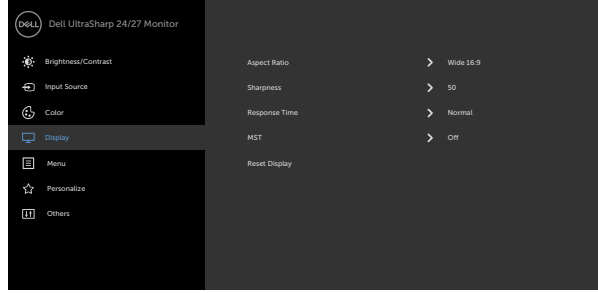 DELL Dell UltraSharp 24/27 Monitor
Brightness/Contrast
Input Source
Color
Display
Menu
Personalize
Others
Aspect Ratio Wide 16:9
Sharpness 50
Response Time Normal
MST Off
Reset Display